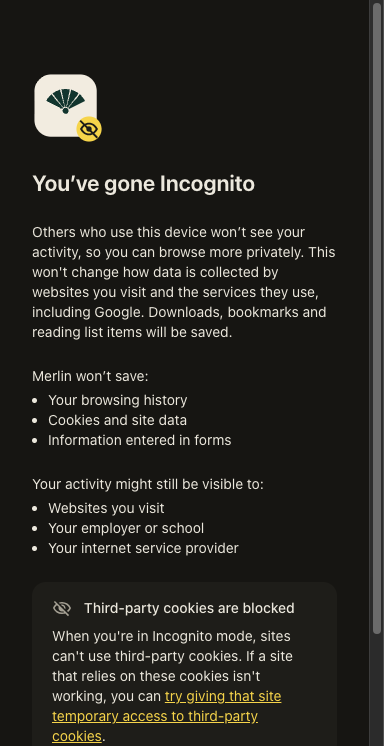 You’ve gone Incognito
Others who use this device won’t see your
activity, so you can browse more privately. This
won't change how data is collected by
websites you visit and the services they use,
including Google. Downloads, bookmarks and
reading list items will be saved.
Merlin won’t save:
• Your browsing history
• Cookies and site data
• Information entered in forms
Your activity might still be visible to:
• Websites you visit
• Your employer or school
• Your internet service provider
Third-party cookies are blocked
When you're in Incognito mode, sites
can't use third-party cookies. If a site
that relies on these cookies isn't
working, you can try giving that site
temporary access to third-party
cookies.